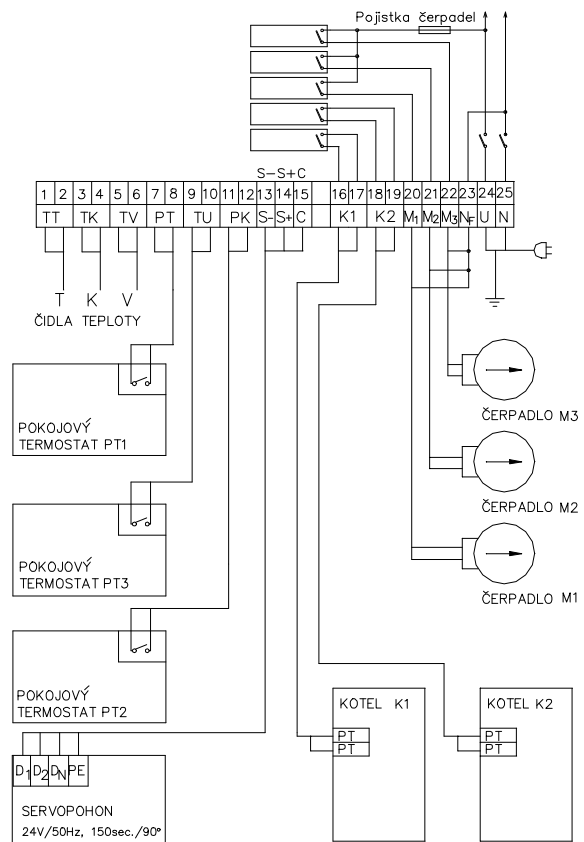 Pojistka čerpadel
S-S+C
1 2 3 4 5 6 7 8 9 10 11 12 13 14 15 16 17 18 19 20 21 22 23 24 25
TT TK TV PT TU PK S- S+ C K1 K2 M1 M2 M3 NF U N
T K V
ČIDLA TEPLOTY
POKOJOVÝ
TERMOSTAT PT1
ČERPADLO M3
POKOJOVÝ
TERMOSTAT PT3
ČERPADLO M2
POKOJOVÝ
TERMOSTAT PT2
ČERPADLO M1
KOTEL K1
PT
PT
KOTEL K2
PT
PT
D1 D2 DN PE
SERVOPOHON
24V/50Hz, 150sec./90°